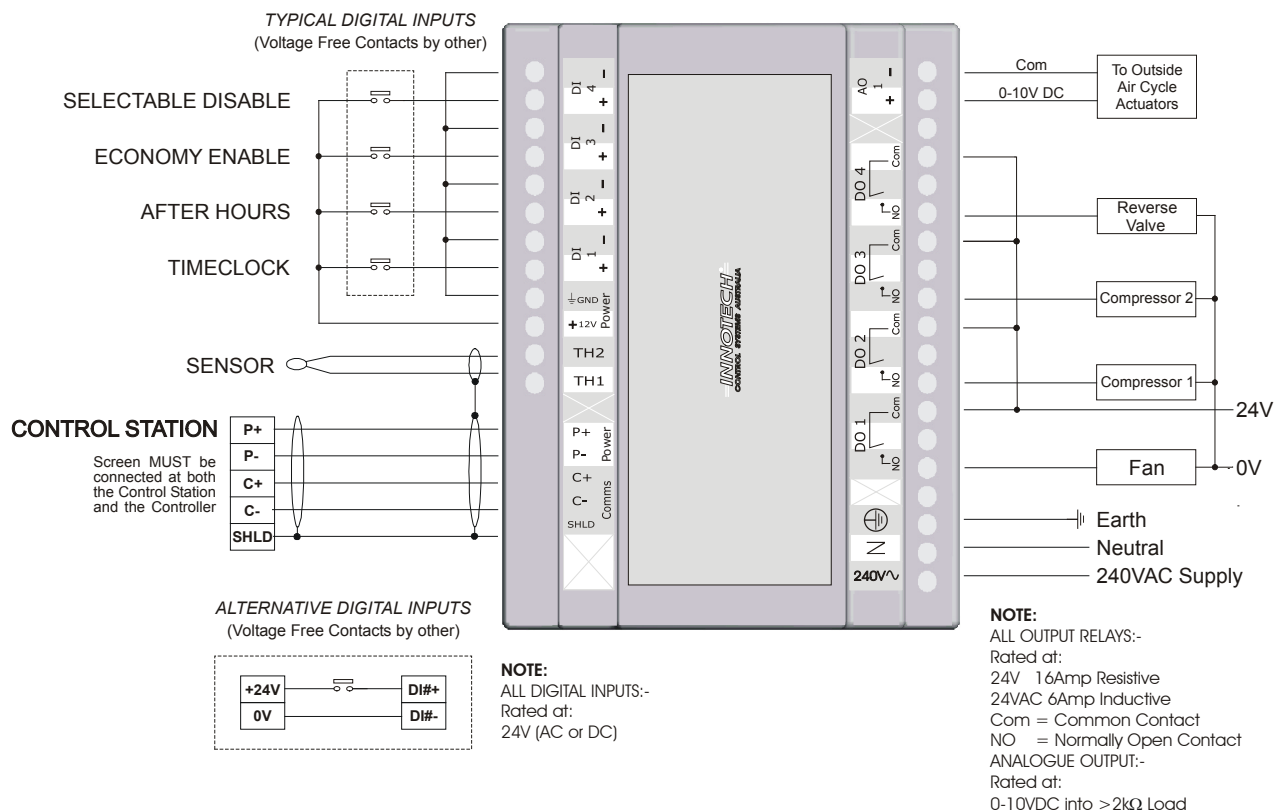 TYPICAL DIGITAL INPUTS
(Voltage Free Contacts by other)
SELECTABLE DISABLE
ECONOMY ENABLE
AFTER HOURS
TIMECLOCK
SENSOR
CONTROL STATION
Screen MUST be
connected at both
the Control Station
and the Controller
P+
P-
C+
C-
SHLD
DI 4
-
+
DI 3
-
+
DI 2
-
+
DI 1
-
+
GND
+12V
Power
TH2
TH1
P+
P-
Power
C+
C-
SHLD
Comms
INNOTECH
CONTROL SYSTEMS AUSTRALIA
AO 1
-
+
DO 4
Com
NO
DO 3
Com
NO
DO 2
Com
NO
DO 1
Com
NO
N
240V~
Com
0-10V DC
To Outside
Air Cycle
Actuators
Reverse
Valve
Compressor 2
Compressor 1
24V
Fan
0V
Earth
Neutral
240VAC Supply
ALTERNATIVE DIGITAL INPUTS
(Voltage Free Contacts by other)
+24V
DI#+
0V
DI#-
NOTE:
ALL DIGITAL INPUTS:-
Rated at:
24V (AC or DC)
NOTE:
ALL OUTPUT RELAYS:-
Rated at:
24V 16Amp Resistive
24VAC 6Amp Inductive
Com = Common Contact
NO = Normally Open Contact
ANALOGUE OUTPUT:-
Rated at:
0-10VDC into >2kΩ Load